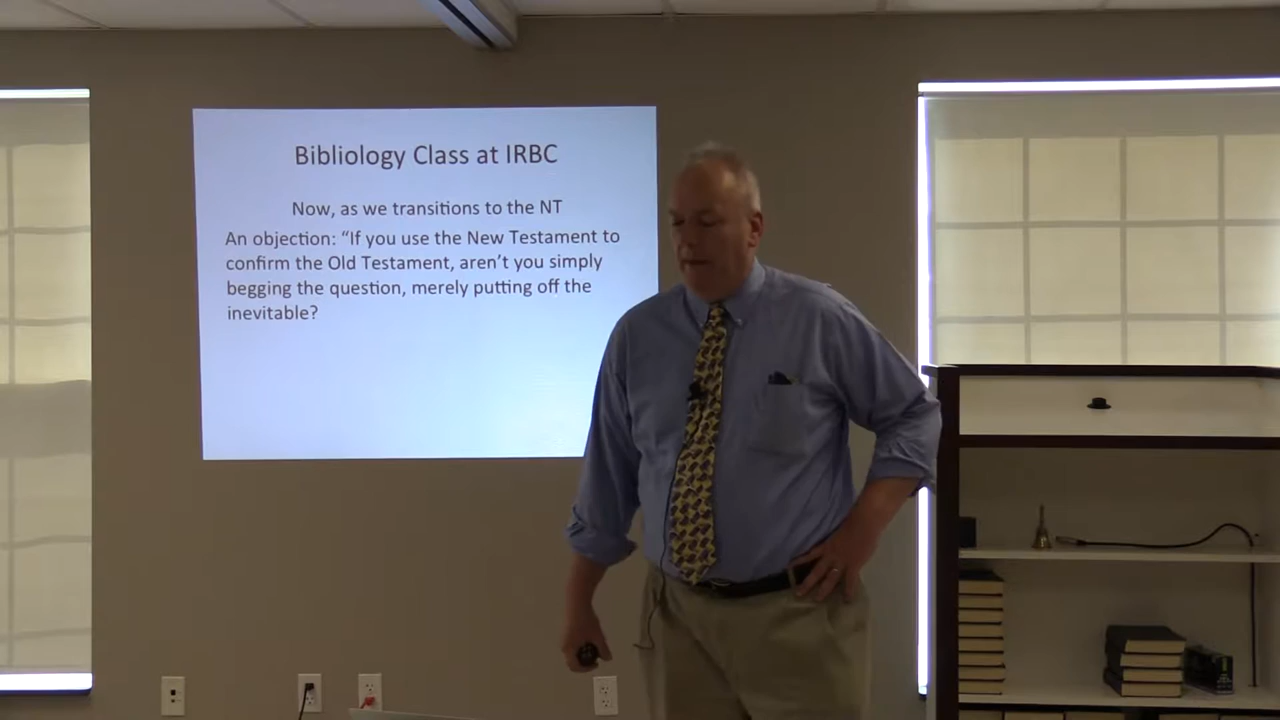 Bibliology Class at IRBC
Now, as we transitions to the NT
An objection: “If you use the New Testament to
confirm the Old Testament, aren’t you simply
begging the question, merely putting off the
inevitable?